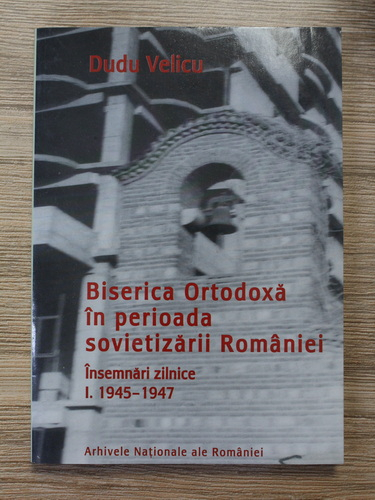 Dudu Velicu
Biserica Ortodoxă
în perioada
sovietizării României
Însemnări zilnice
I. 1945–1947
Arhivele Naționale ale României